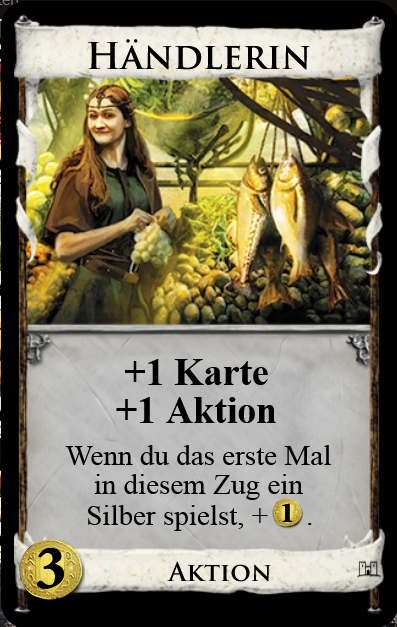 HÄNDLERIN
+1 Karte
+1 Aktion
Wenn du das erste Mal
in diesem Zug ein
Silber spielst, + 1 .
3
AKTION